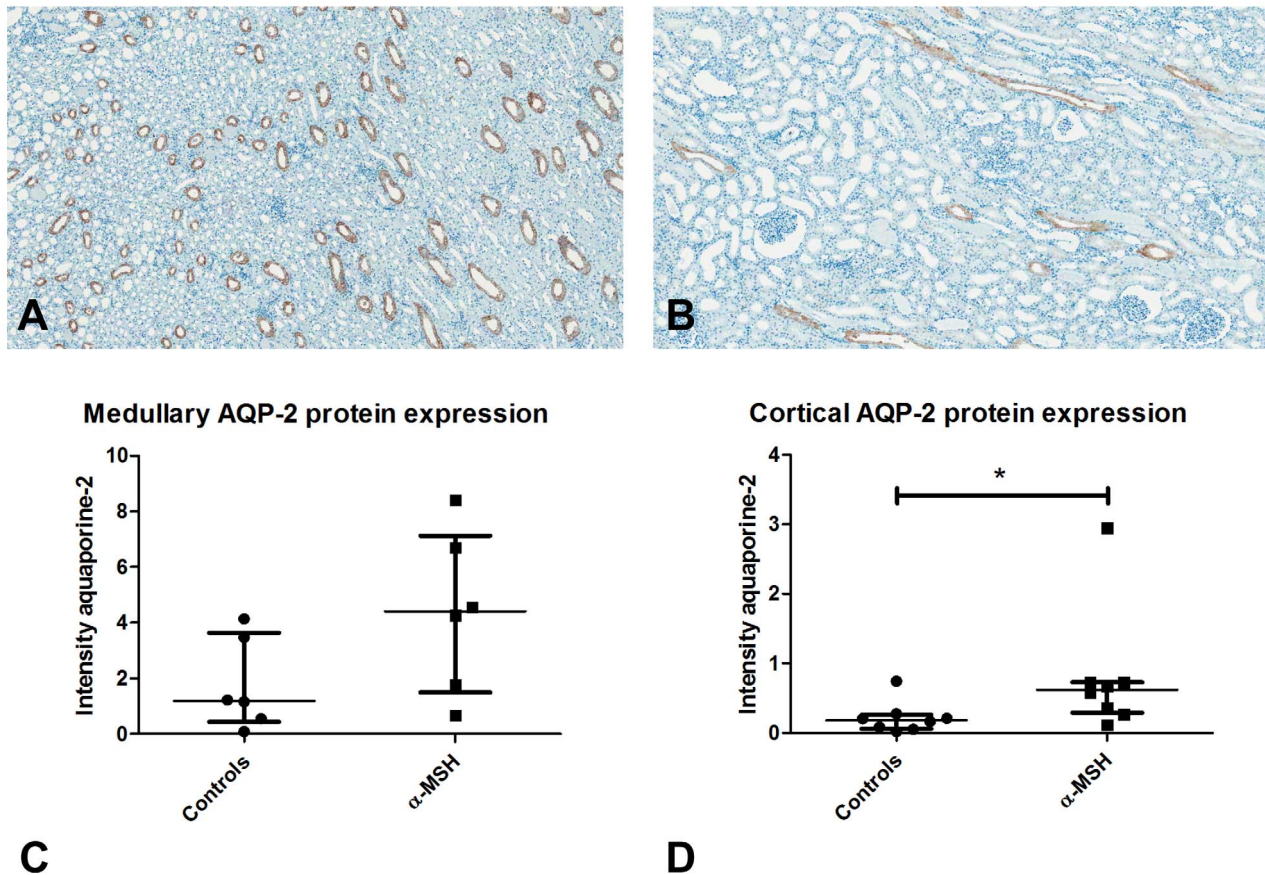 A
B
Medullary AQP-2 protein expression
10
8
6
4
2
0
Intensity aquaporine-2
Controls
α-MSH
C
Cortical AQP-2 protein expression
4
3
2
1
0
Intensity aquaporine-2
*
Controls
α-MSH
D